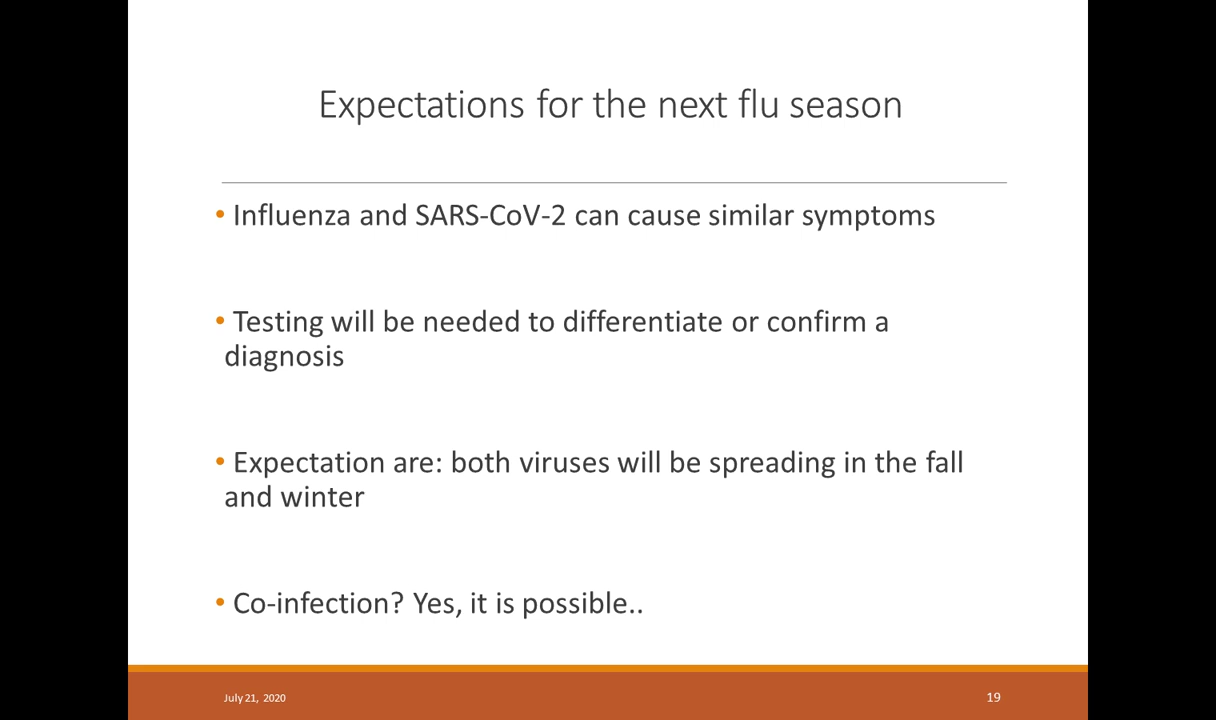 Expectations for the next flu season
• Influenza and SARS-CoV-2 can cause similar symptoms
• Testing will be needed to differentiate or confirm a
diagnosis
• Expectation are: both viruses will be spreading in the fall
and winter
• Co-infection? Yes, it is possible..
July 21, 2020
19